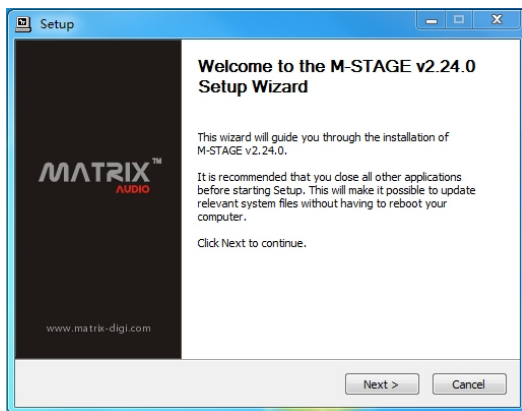 Setup
Welcome to the M-STAGE v2.24.0
Setup Wizard
This wizard will guide you through the installation of
M-STAGE v2.24.0.
It is recommended that you close all other applications
before starting Setup. This will make it possible to update
relevant system files without having to reboot your
computer.
Click Next to continue.
MATRIX™
AUDIO
www.matrix-digi.com
Next >
Cancel